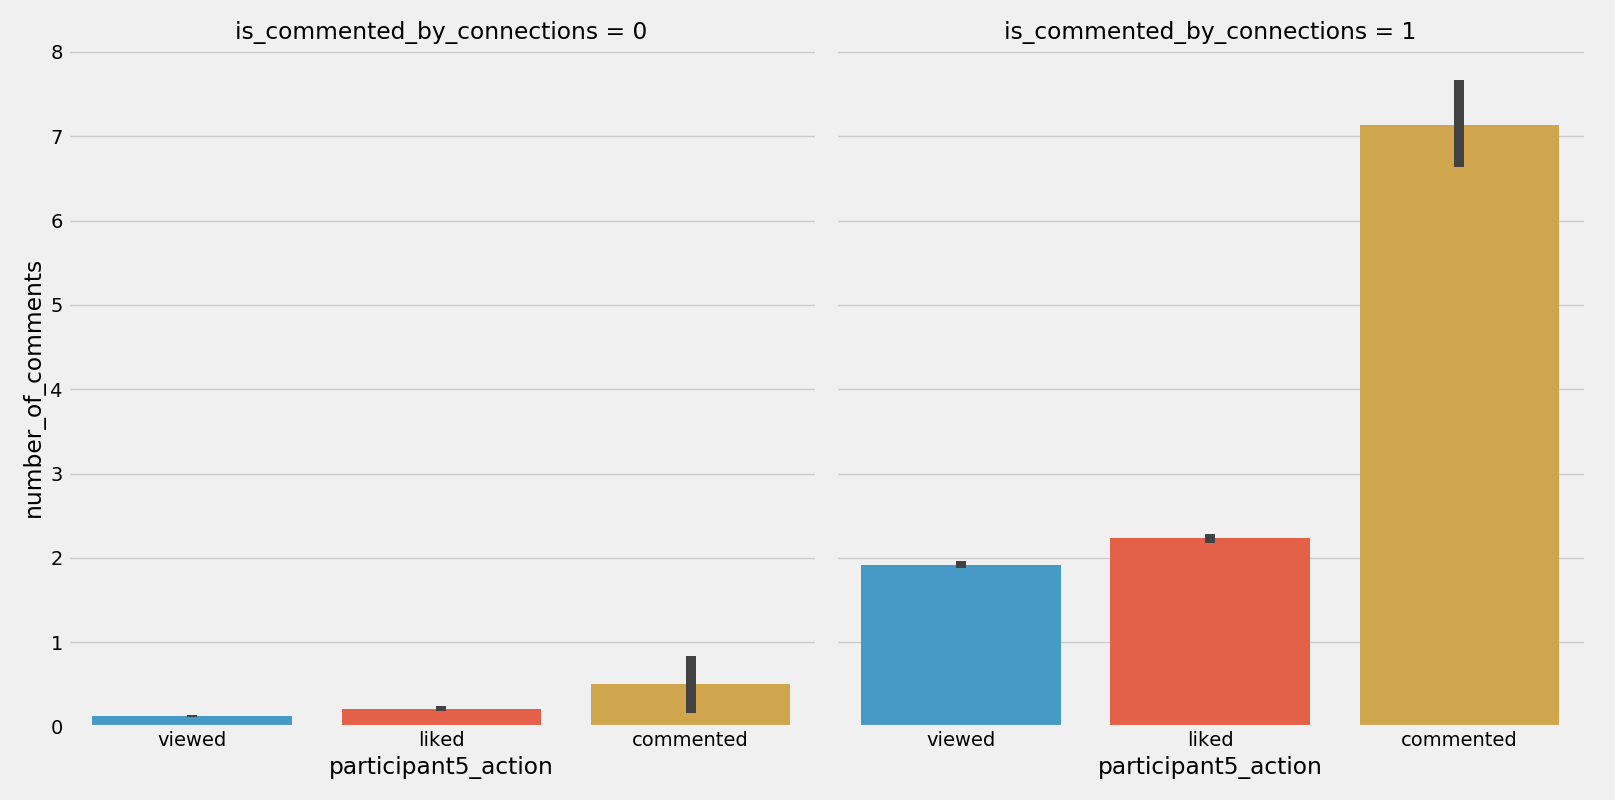 is_commented_by_connections = 0
is_commented_by_connections = 1
number_of_comments
8
7
6
5
4
3
2
1
0
viewed
liked
commented
viewed
liked
commented
participant5_action
participant5_action